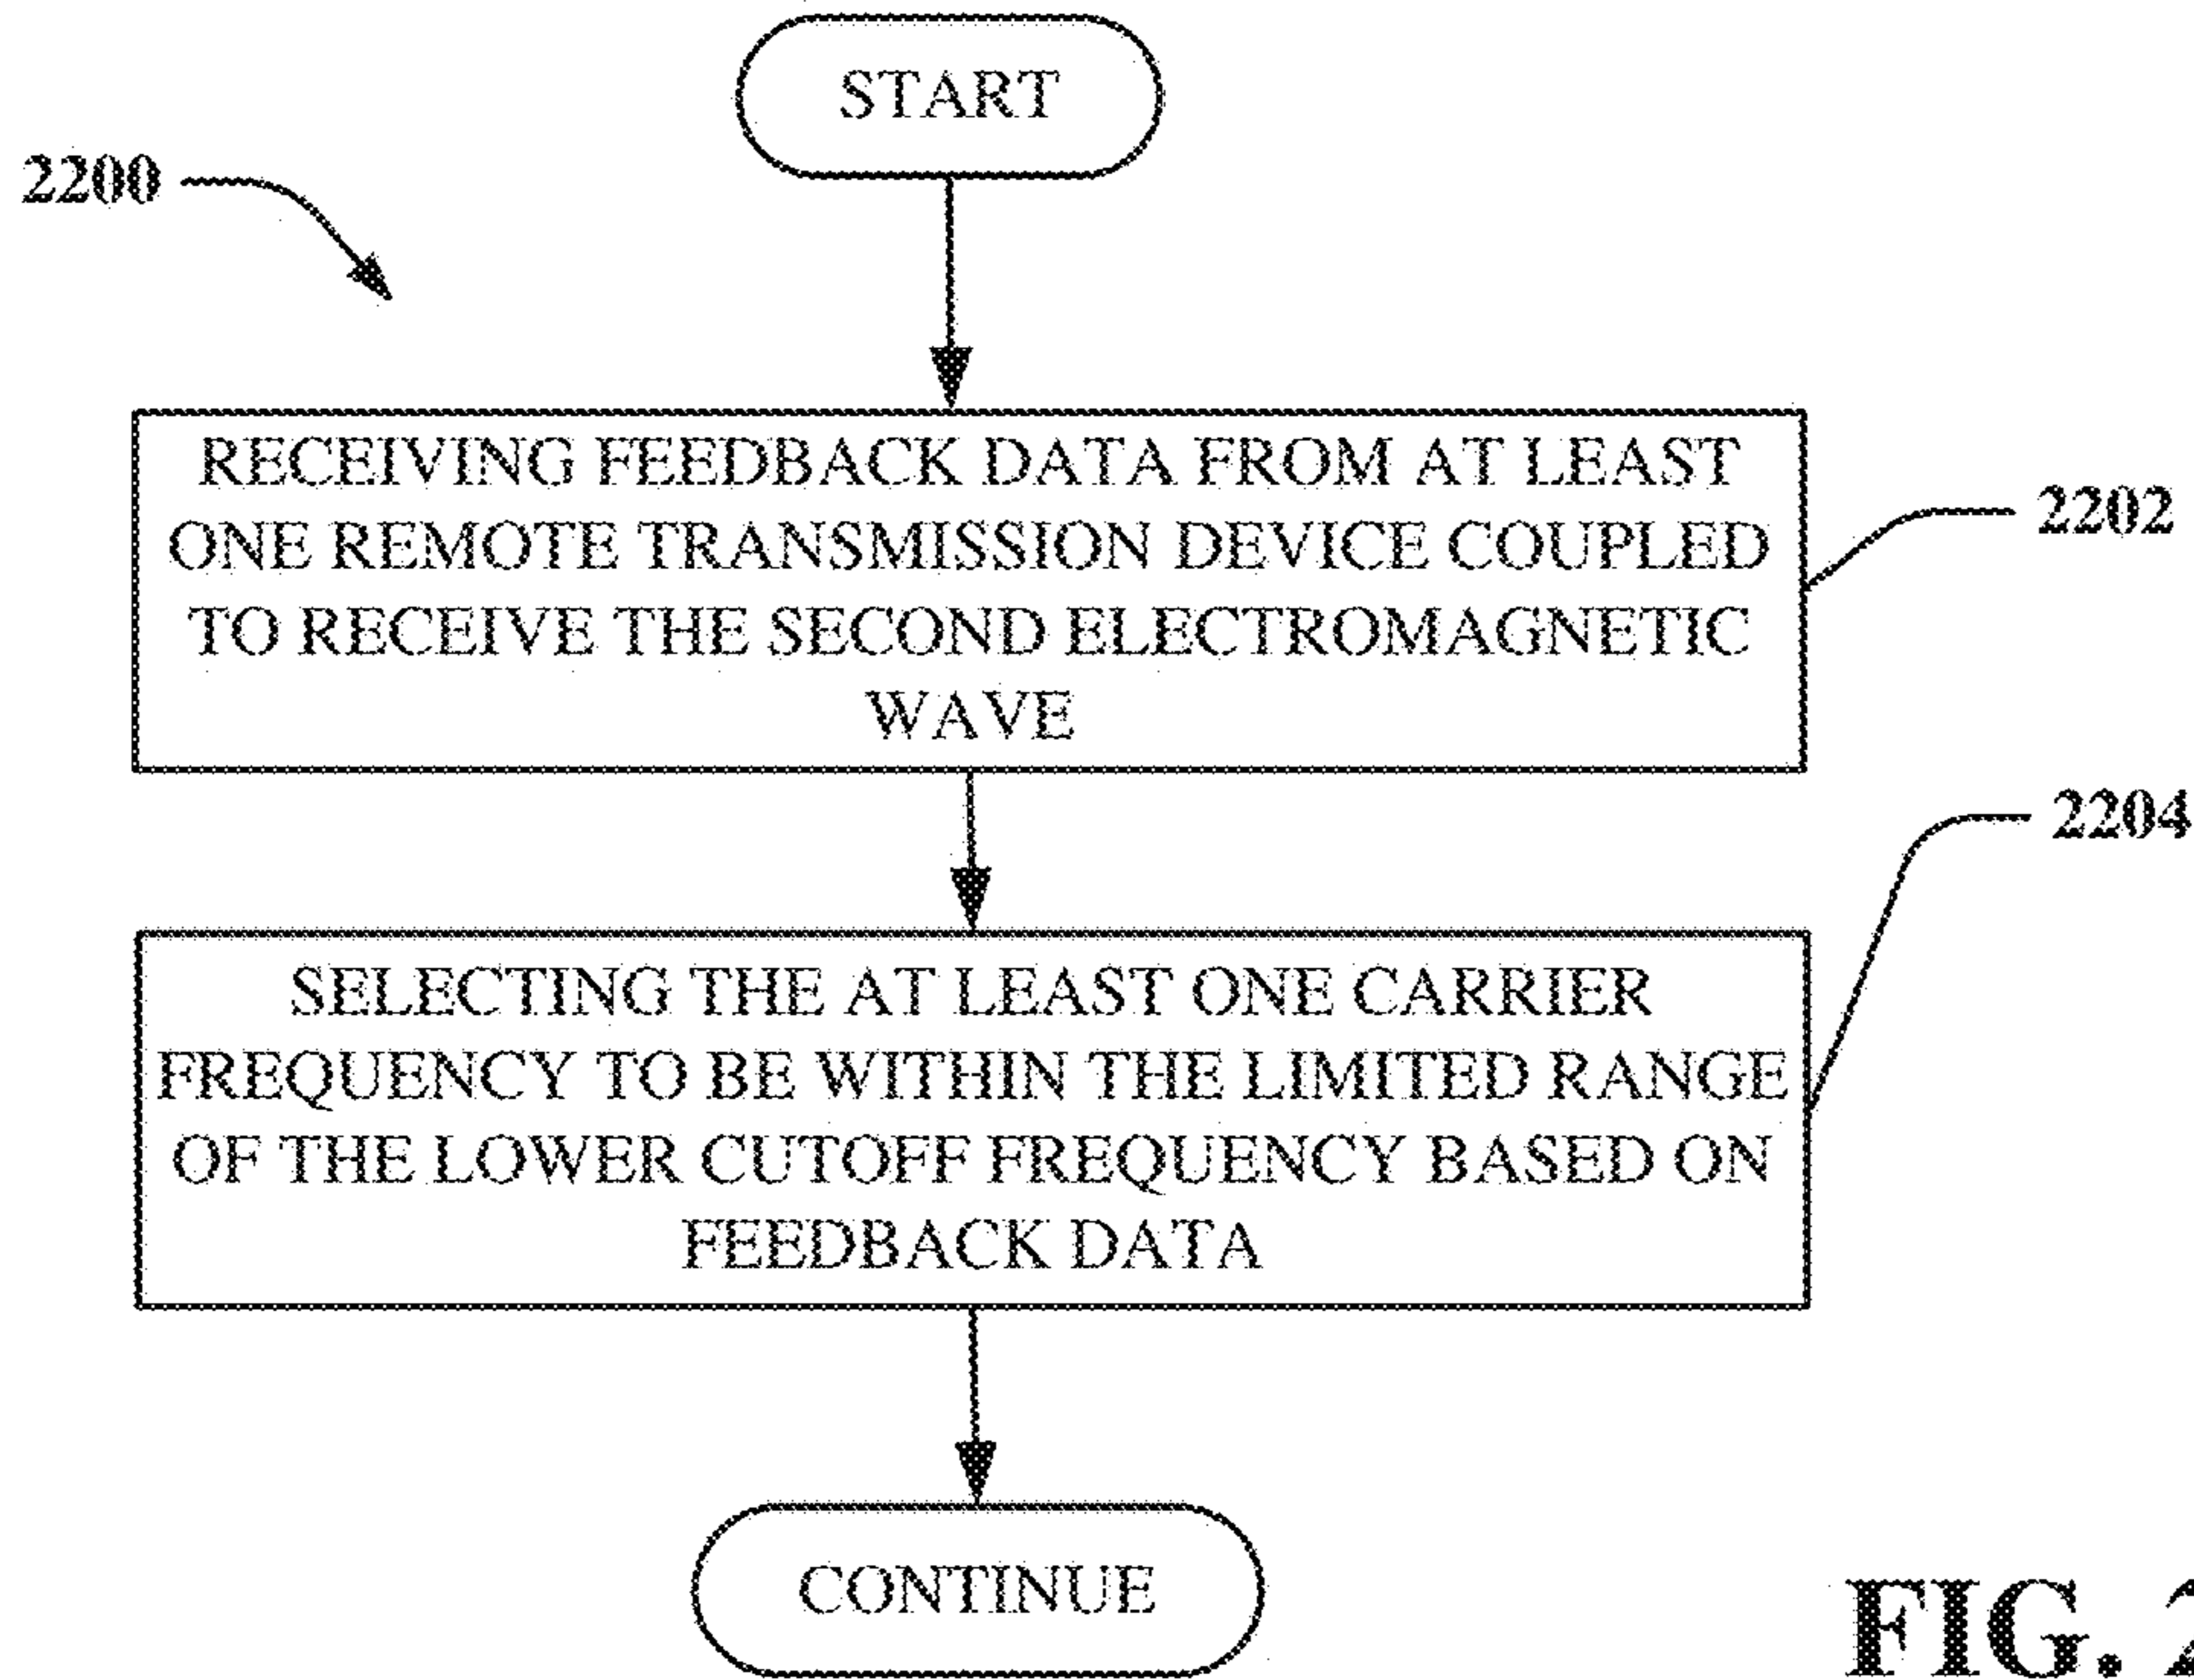 START
2200
RECEIVING FEEDBACK DATA FROM AT LEAST
ONE REMOTE TRANSMISSION DEVICE COUPLED
TO RECEIVE THE SECOND ELECTROMAGNETIC
WAVE
2202
2204
SELECTING THE AT LEAST ONE CARRIER
FREQUENCY TO BE WITHIN THE LIMITED RANGE
OF THE LOWER CUTOFF FREQUENCY BASED ON
FEEDBACK DATA
CONTINUE
FIG.